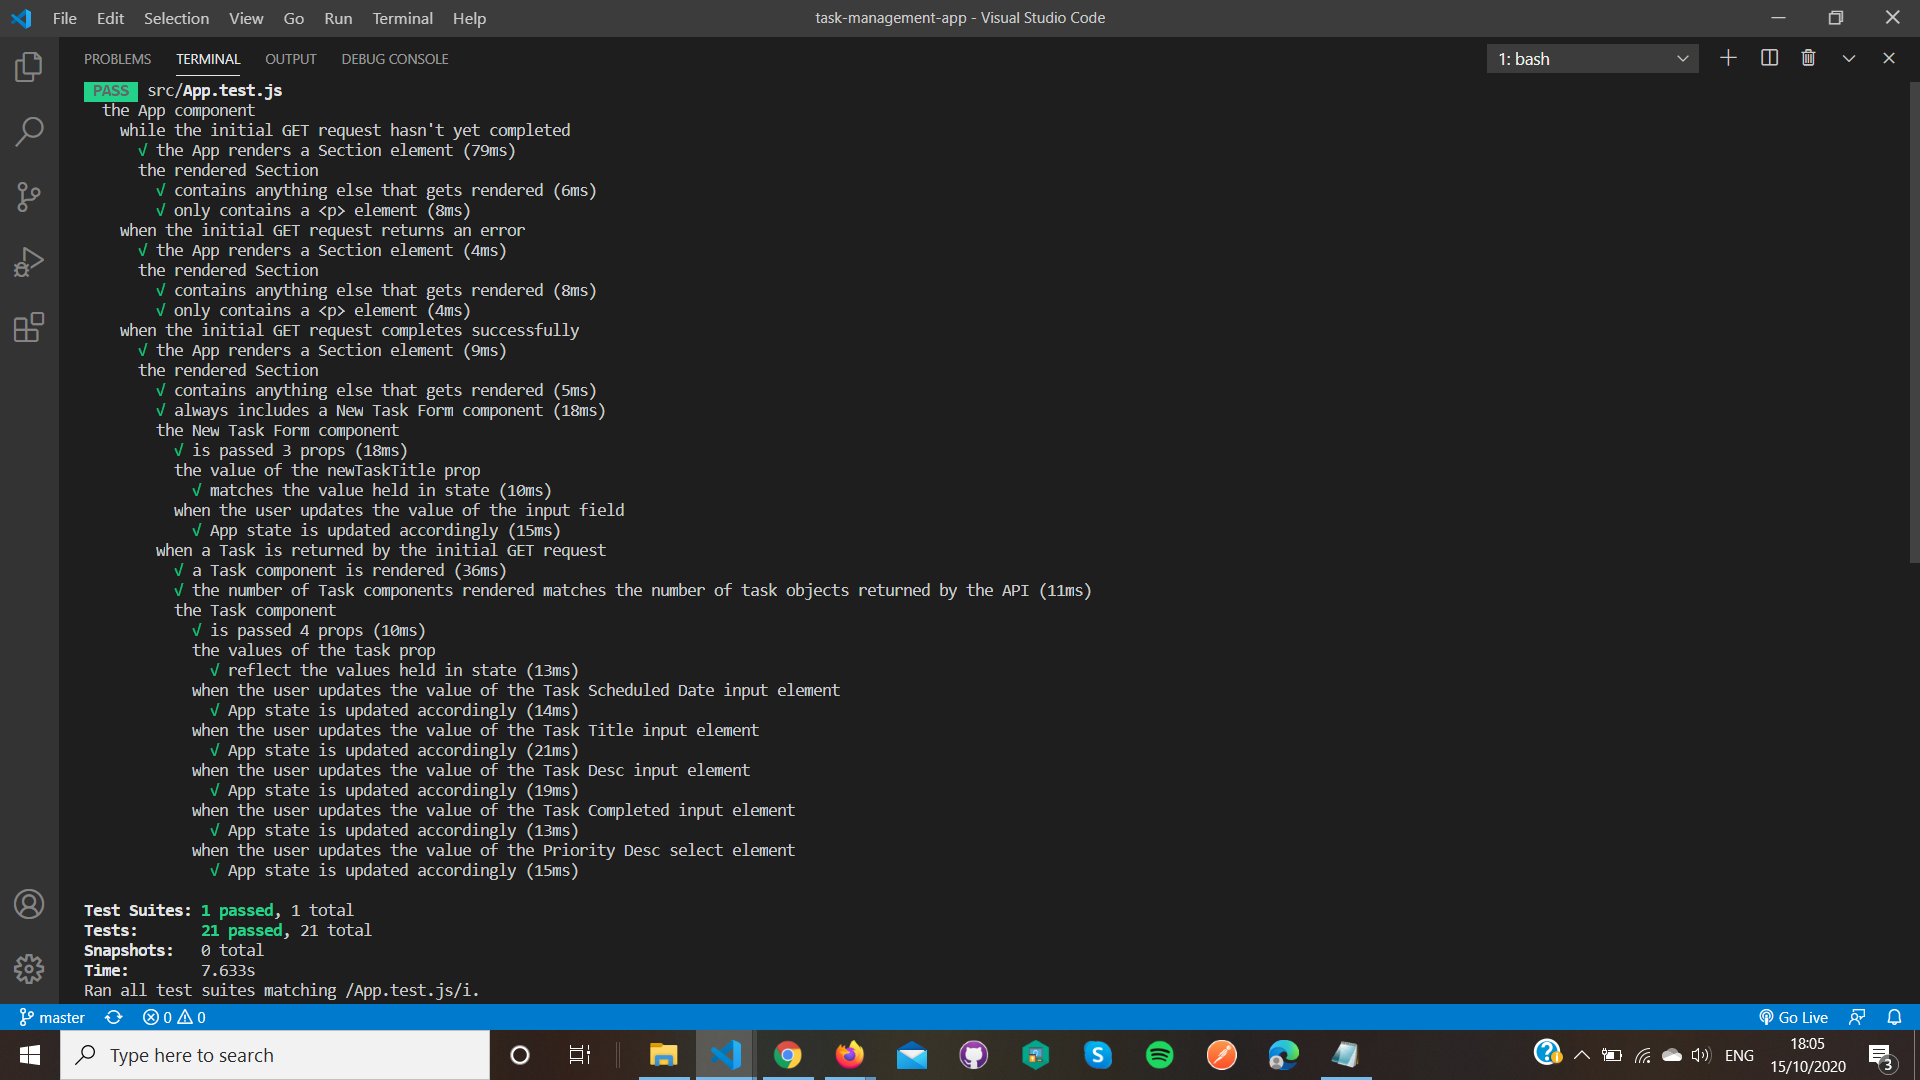 File Edit Selection View Go Run Terminal Help
task-management-app - Visual Studio Code
PROBLEMS TERMINAL OUTPUT DEBUG CONSOLE
1: bash
PASS src/App.test.js
the App component
while the initial GET request hasn't yet completed
√ the App renders a Section element (79ms)
the rendered Section
√ contains anything else that gets rendered (6ms)
√ only contains a <p> element (8ms)
when the initial GET request returns an error
√ the App renders a Section element (4ms)
the rendered Section
√ contains anything else that gets rendered (8ms)
√ only contains a <p> element (4ms)
when the initial GET request completes successfully
√ the App renders a Section element (9ms)
the rendered Section
√ contains anything else that gets rendered (5ms)
√ always includes a New Task Form component (18ms)
the New Task Form component
√ is passed 3 props (18ms)
the value of the newTaskTitle prop
√ matches the value held in state (10ms)
when the user updates the value of the input field
√ App state is updated accordingly (15ms)
when a Task is returned by the initial GET request
√ a Task component is rendered (36ms)
√ the number of Task components rendered matches the number of task objects returned by the API (11ms)
the Task component
√ is passed 4 props (10ms)
the values of the task prop
√ reflect the values held in state (13ms)
when the user updates the value of the Task Scheduled Date input element
√ App state is updated accordingly (14ms)
when the user updates the value of the Task Title input element
√ App state is updated accordingly (21ms)
when the user updates the value of the Task Desc input element
√ App state is updated accordingly (19ms)
when the user updates the value of the Task Completed input element
√ App state is updated accordingly (13ms)
when the user updates the value of the Priority Desc select element
√ App state is updated accordingly (15ms)
Test Suites: 1 passed, 1 total
Tests: 21 passed, 21 total
Snapshots: 0 total
Time: 7.633s
Ran all test suites matching /App.test.js/i.
master 0 0
Go Live
Type here to search
ENG
18:05
15/10/2020
3